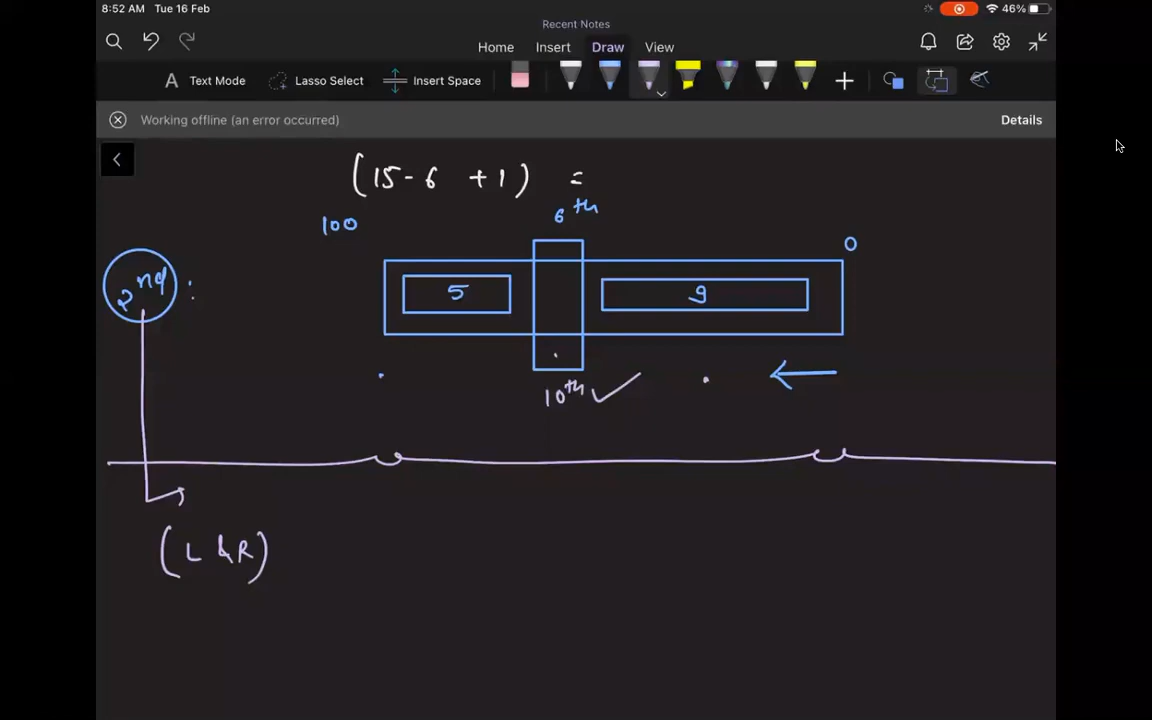 8:52 AM Tue 16 Feb
46%
Recent Notes
Home Insert Draw View
Text Mode Lasso Select Insert Space
Working offline (an error occurred) Details
(15-6 +1) =
100
6th
0
2nd :
5
9
10th
(L & R)